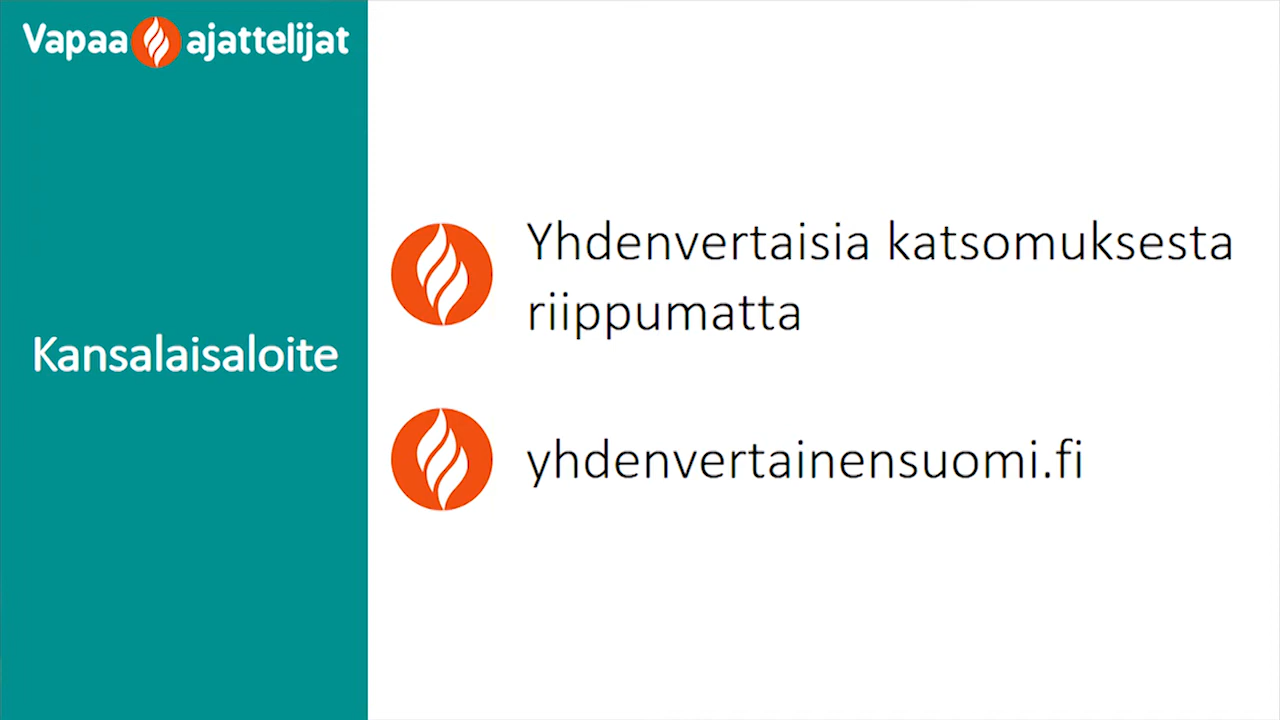 Vapaa ajattelijat
Kansalaisaloite
Yhdenvertaisia katsomuksesta
riippumatta
yhdenvertainensuomi.fi